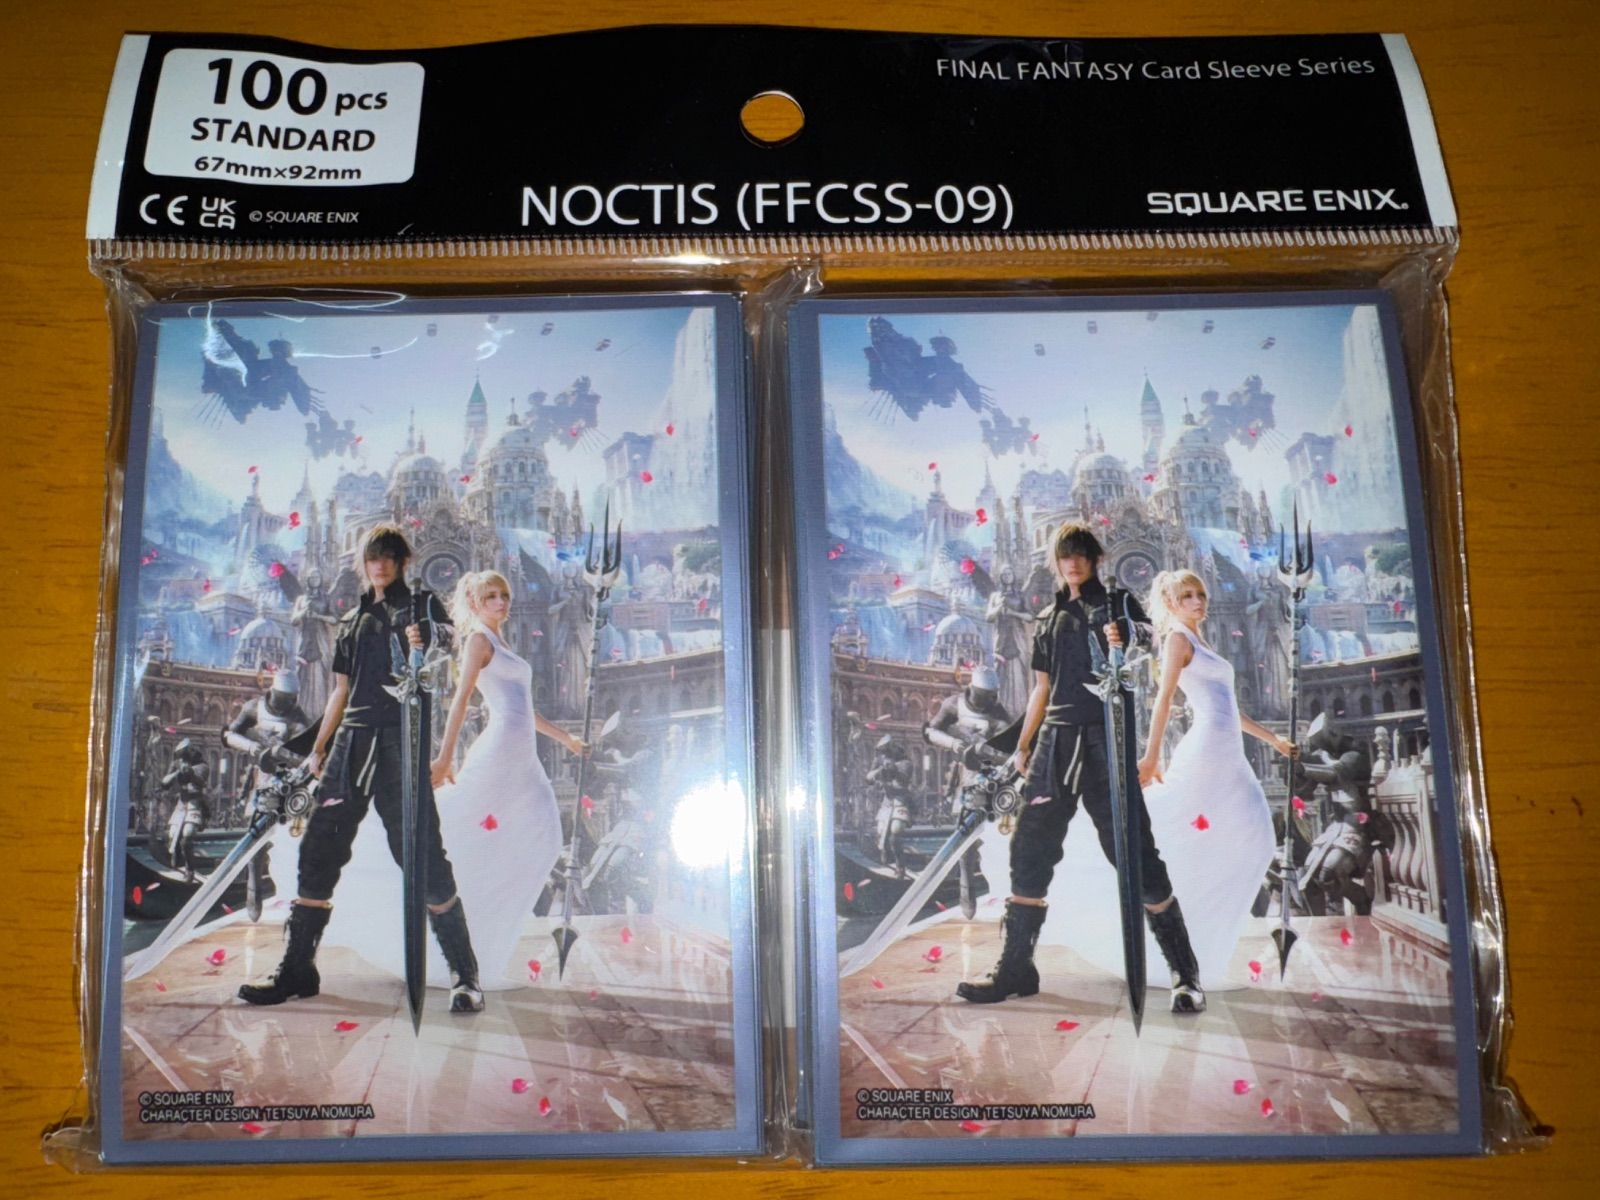 100 pcs
STANDARD
67mm×92mm
CE UK CA © SQUARE ENIX
FINAL FANTASY Card Sleeve Series
NOCTIS (FFCSS-09)
SQUARE ENIX®
© SQUARE ENIX
CHARACTER DESIGN: TETSUYA NOMURA
© SQUARE ENIX
CHARACTER DESIGN: TETSUYA NOMURA